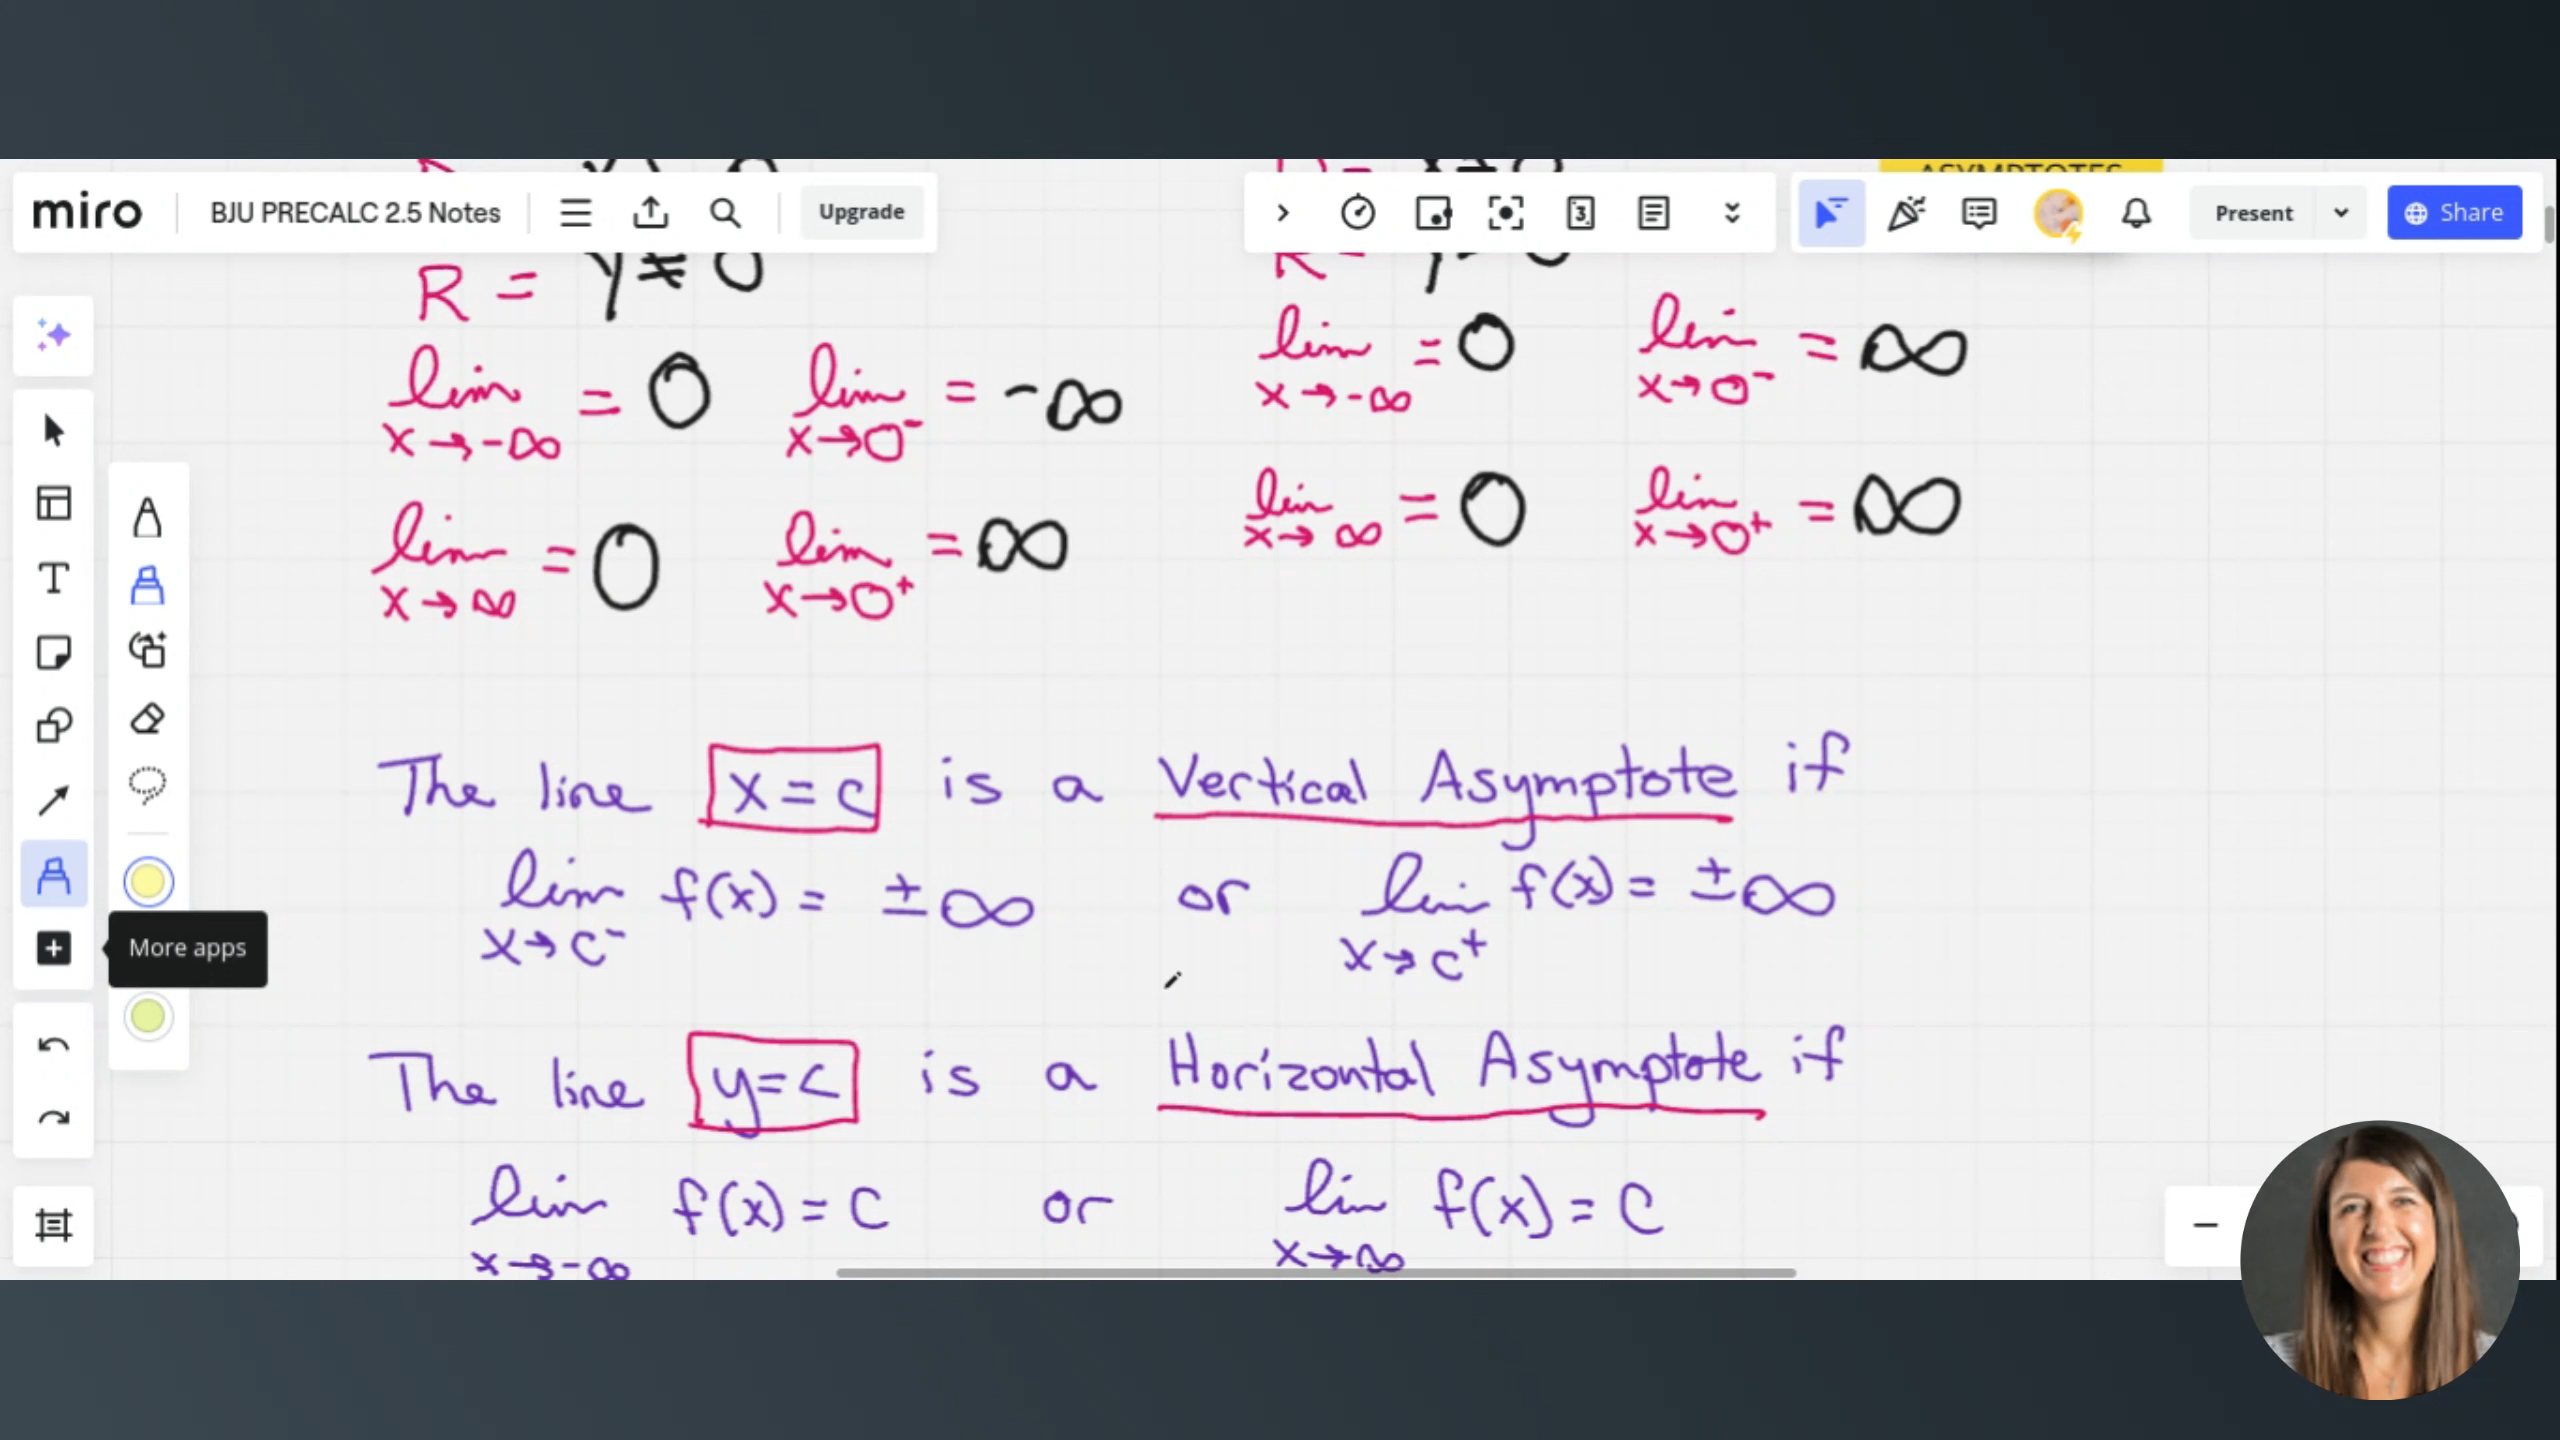 ASYMPTOTES
miro BJU PRECALC 2.5 Notes Upgrade
3 Present Share
R = y ≠ 0
lim x→-∞ = 0 lim x→0⁻ = -∞
lim x→∞ = 0 lim x→0⁺ = ∞
lim x→-∞ = 0 lim x→0⁻ = ∞
lim x→∞ = 0 lim x→0⁺ = ∞
The line x = c is a Vertical Asymptote if
lim x→c⁻ f(x) = ±∞ or lim x→c⁺ f(x) = ±∞
More apps
The line y = c is a Horizontal Asymptote if
lim x→-∞ f(x) = c or lim x→∞ f(x) = c